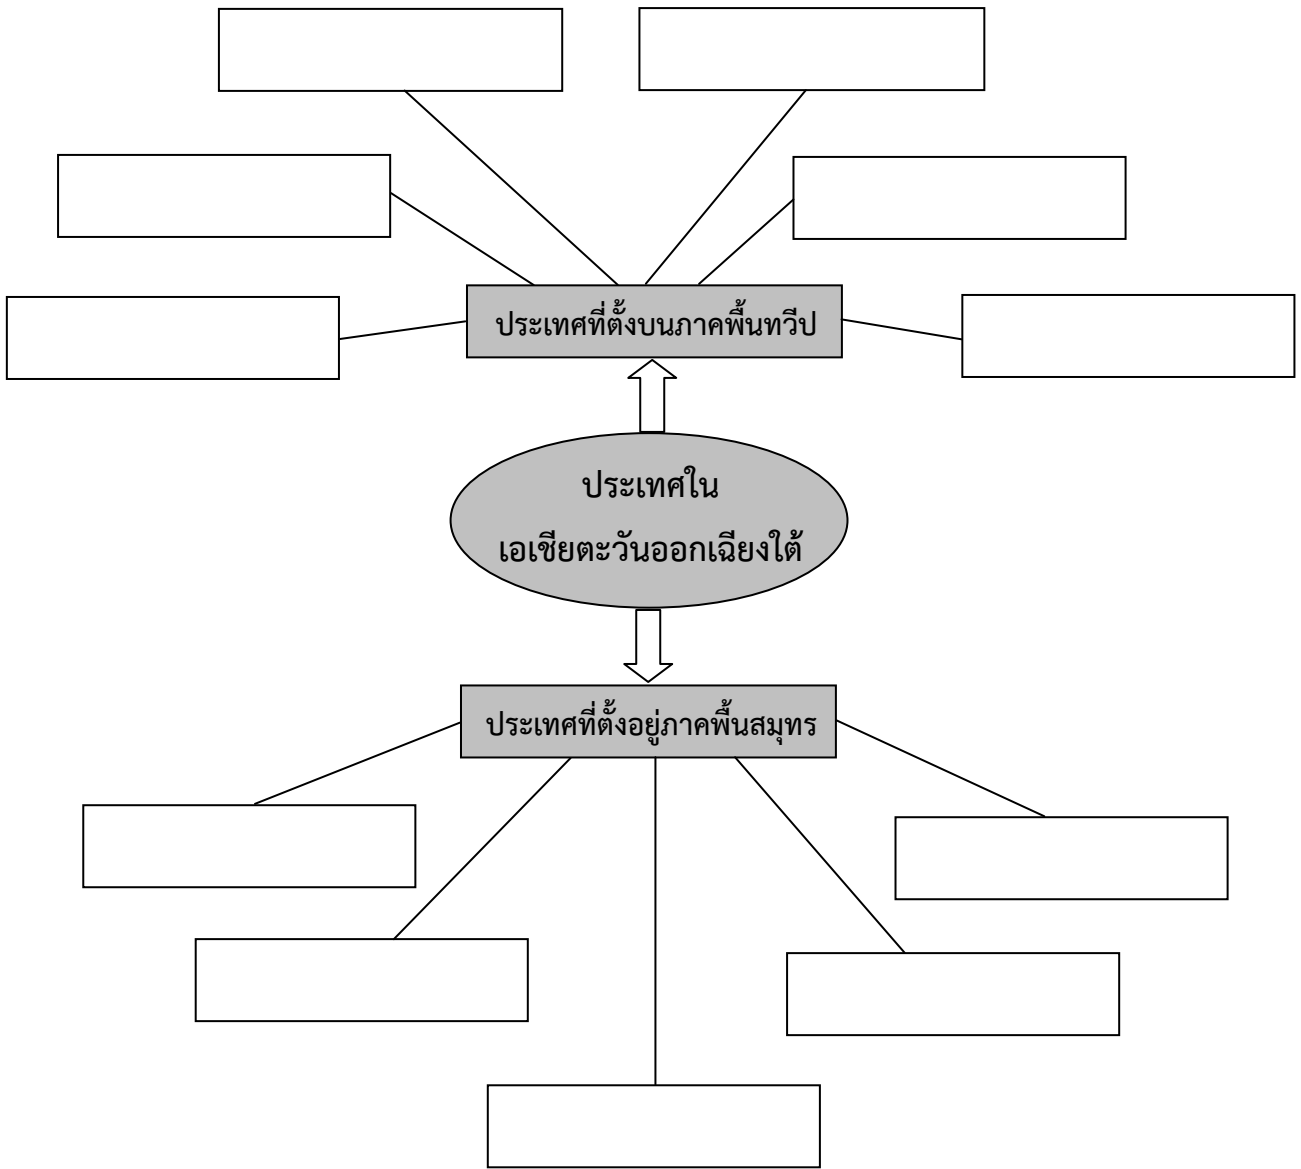 ประเทศที่ตั้งบนภาคพื้นทวีป
ประเทศใน
เอเชียตะวันออกเฉียงใต้
ประเทศที่ตั้งอยู่ภาคพื้นสมุทร